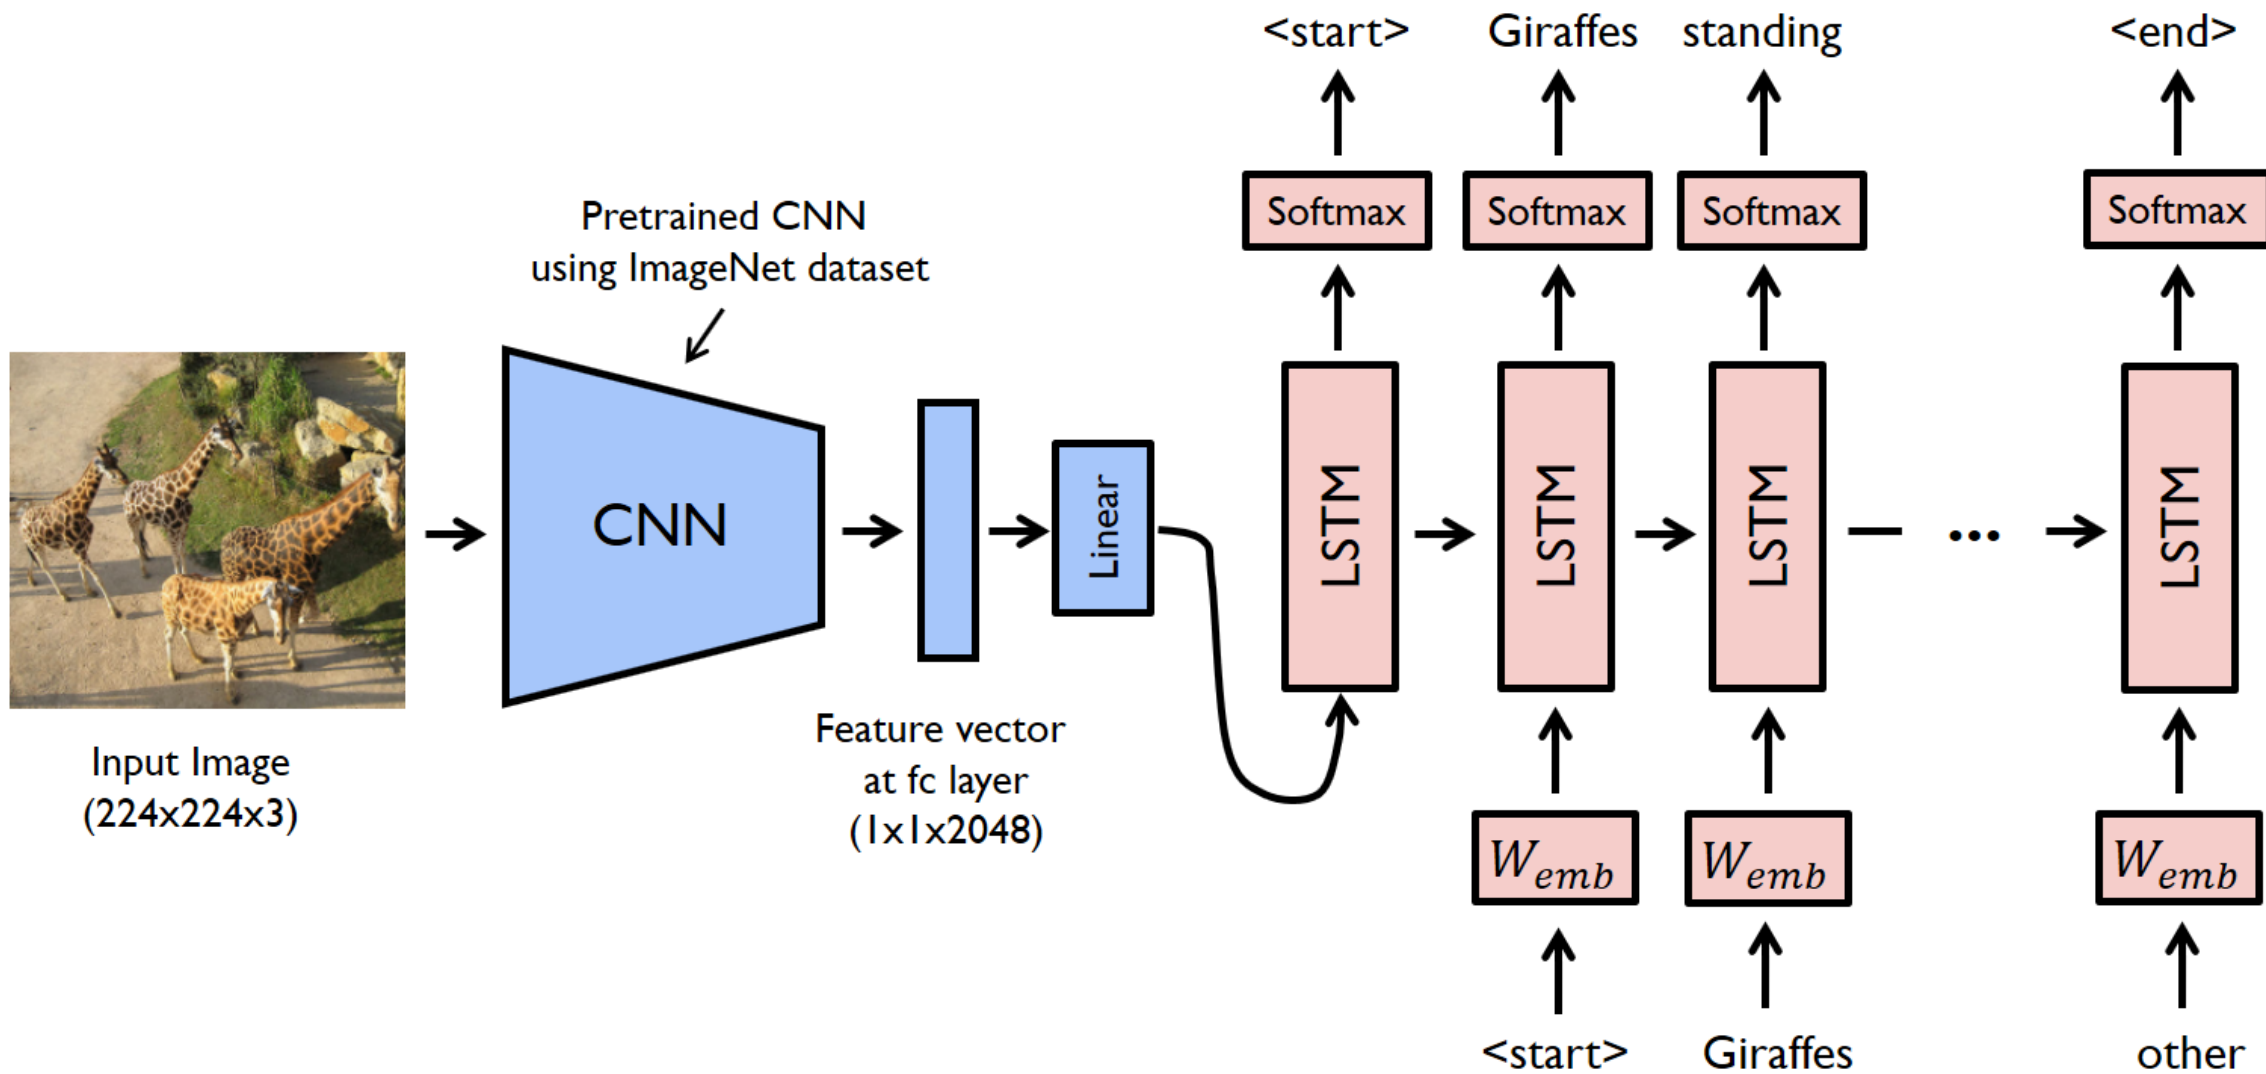 <start> Giraffes standing <end>
Softmax Softmax Softmax Softmax
Pretrained CNN
using ImageNet dataset
CNN
Linear
LSTM LSTM LSTM ... LSTM
Input Image
(224x224x3)
Feature vector
at fc layer
(1x1x2048)
W_emb W_emb W_emb
<start> Giraffes other